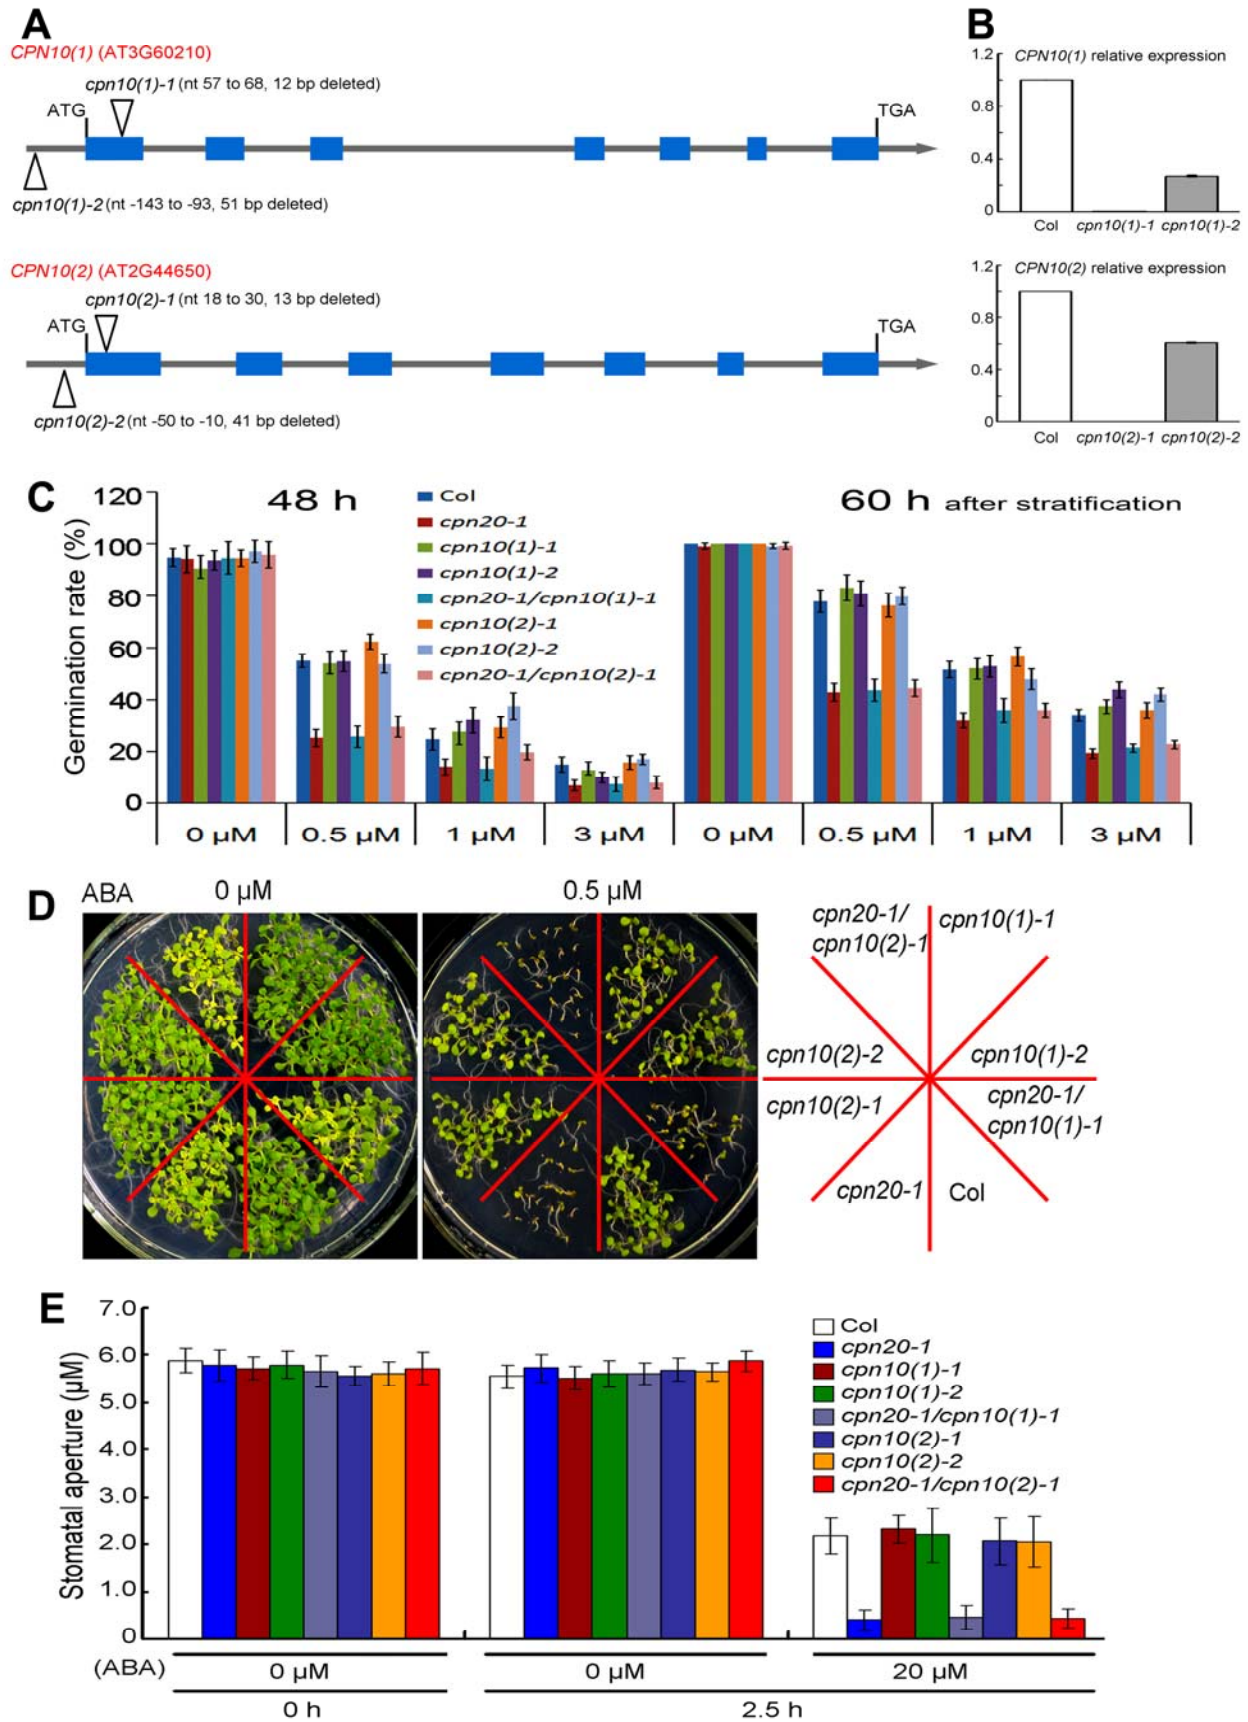 A
CPN10(1) (AT3G60210)
cpn10(1)-1 (nt 57 to 68, 12 bp deleted)
ATG
TGA
cpn10(1)-2 (nt -143 to -93, 51 bp deleted)
CPN10(2) (AT2G44650)
cpn10(2)-1 (nt 18 to 30, 13 bp deleted)
ATG
TGA
cpn10(2)-2 (nt -50 to -10, 41 bp deleted)
B
CPN10(1) relative expression
1.2
0.8
0.4
0
Col cpn10(1)-1 cpn10(1)-2
CPN10(2) relative expression
1.2
0.8
0.4
0
Col cpn10(2)-1 cpn10(2)-2
C
Germination rate (%)
120
100
80
60
40
20
0
48 h
60 h after stratification
Col
cpn20-1
cpn10(1)-1
cpn10(1)-2
cpn20-1/cpn10(1)-1
cpn10(2)-1
cpn10(2)-2
cpn20-1/cpn10(2)-1
0 µM 0.5 µM 1 µM 3 µM 0 µM 0.5 µM 1 µM 3 µM
D
ABA 0 µM 0.5 µM
cpn20-1/
cpn10(2)-1
cpn10(1)-1
cpn10(2)-2
cpn10(1)-2
cpn10(2)-1
cpn20-1/
cpn10(1)-1
cpn20-1
Col
E
Stomatal aperture (µM)
7.0
6.0
5.0
4.0
3.0
2.0
1.0
0
Col
cpn20-1
cpn10(1)-1
cpn10(1)-2
cpn20-1/cpn10(1)-1
cpn10(2)-1
cpn10(2)-2
cpn20-1/cpn10(2)-1
(ABA) 0 µM 0 µM 20 µM
0 h 2.5 h